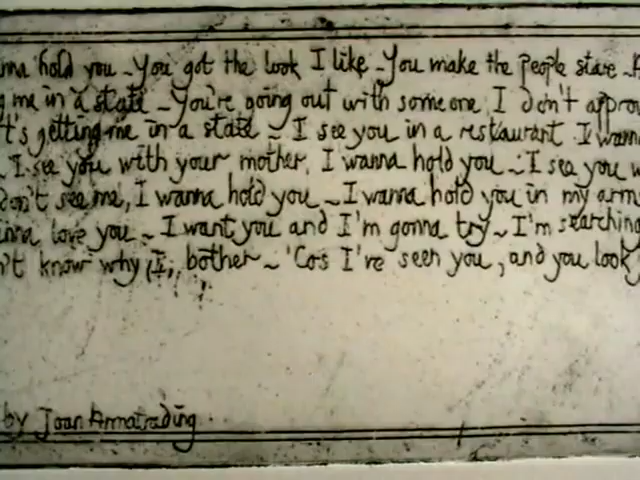 nna hold you ~ You got the look I like ~ You make the people stare ~
g me in a state ~ You're going out with someone I don't approv
t's getting me in a state ~ I see you in a restaurant I wann
~ I see you with your mother, I wanna hold you ~ I see you w
don't see me, I wanna hold you ~ I wanna hold you in my arm
nna love you ~ I want you and I'm gonna try ~ I'm searching
n't know why I bother ~ 'Cos I've seen you, and you look
by Joan Armatrading